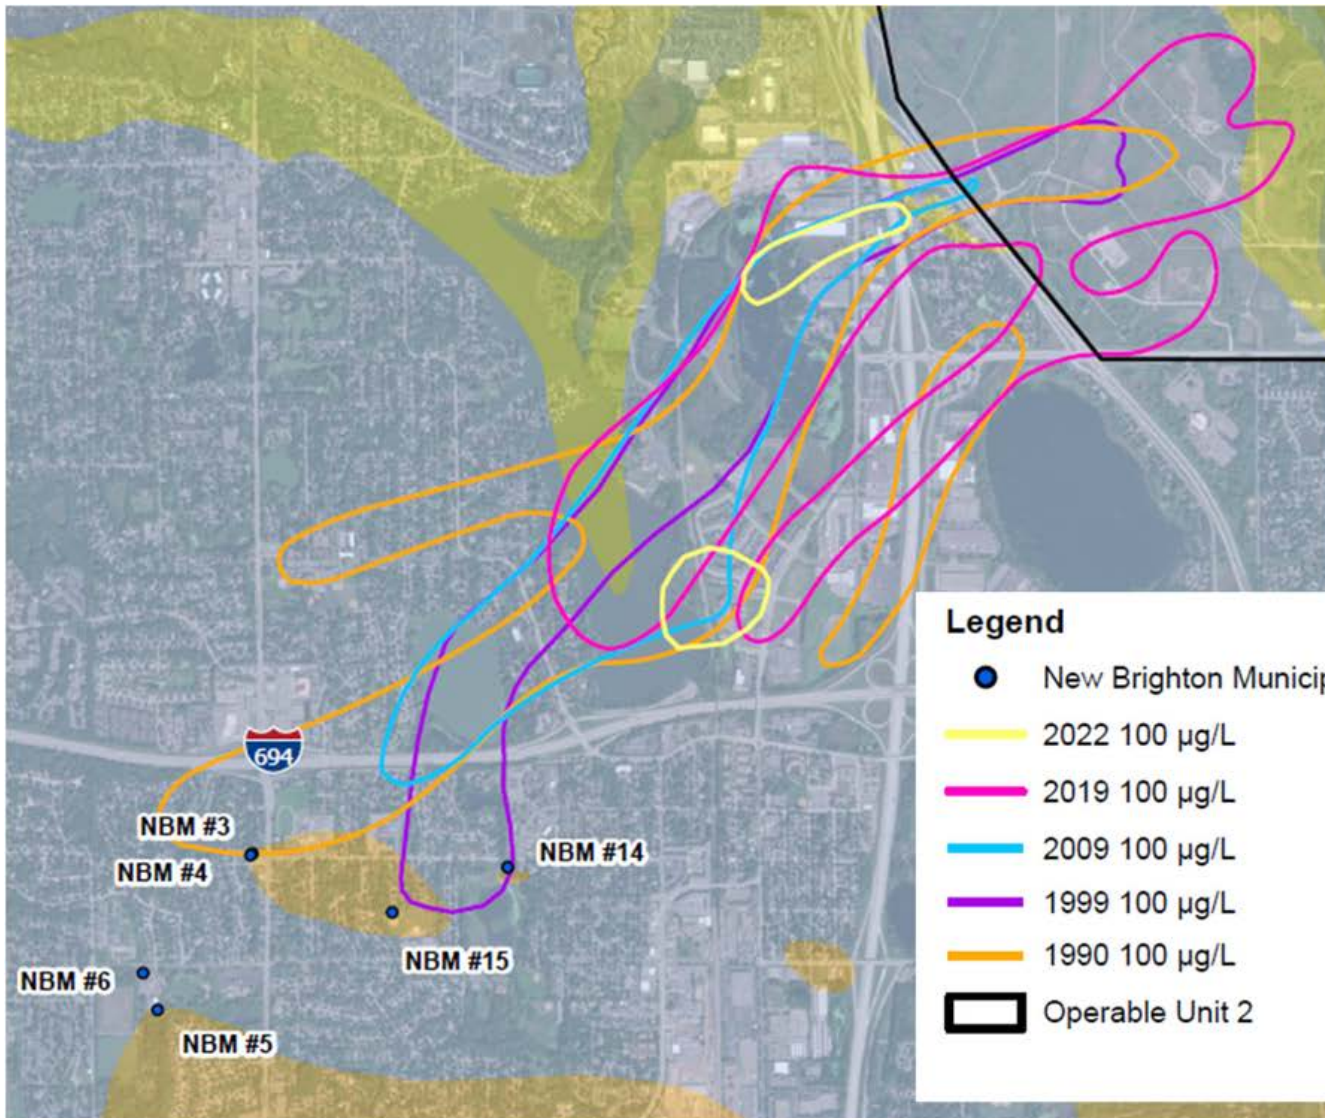 694
NBM #3
NBM #4
NBM #14
NBM #15
NBM #6
NBM #5
Legend
New Brighton Municip
2022 100 µg/L
2019 100 µg/L
2009 100 µg/L
1999 100 µg/L
1990 100 µg/L
Operable Unit 2